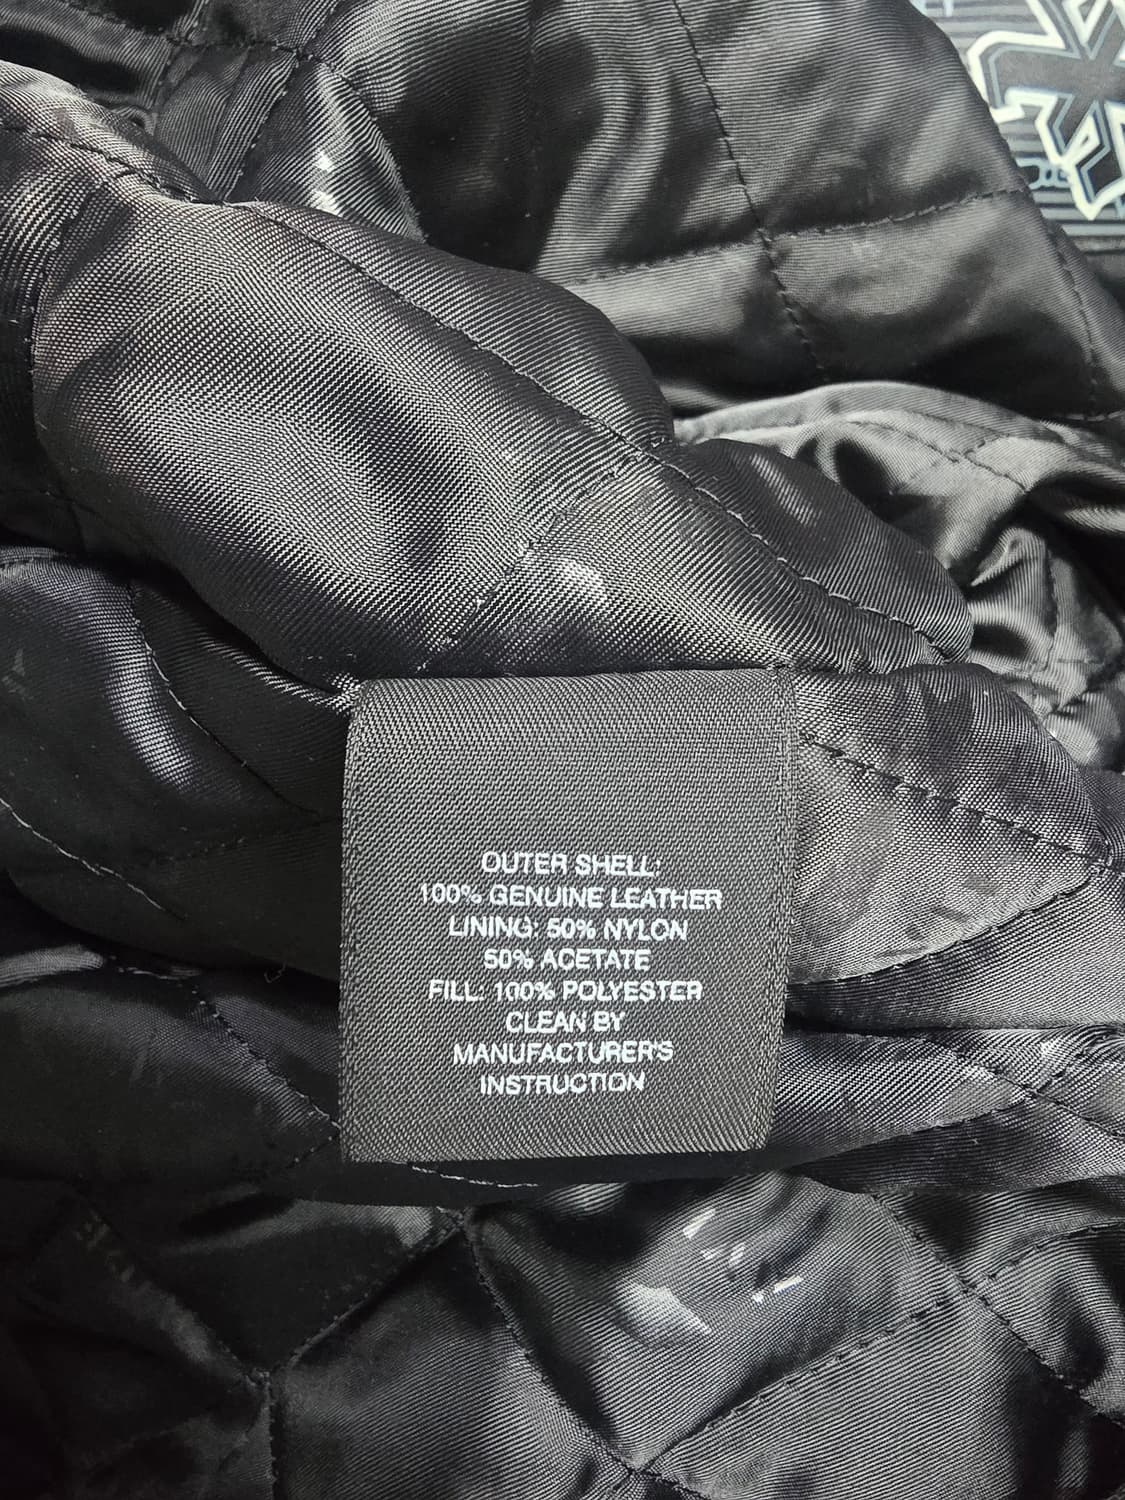 OUTER SHELL:
100% GENUINE LEATHER
LINING: 50% NYLON
50% ACETATE
FILL: 100% POLYESTER
CLEAN BY
MANUFACTURER'S
INSTRUCTION